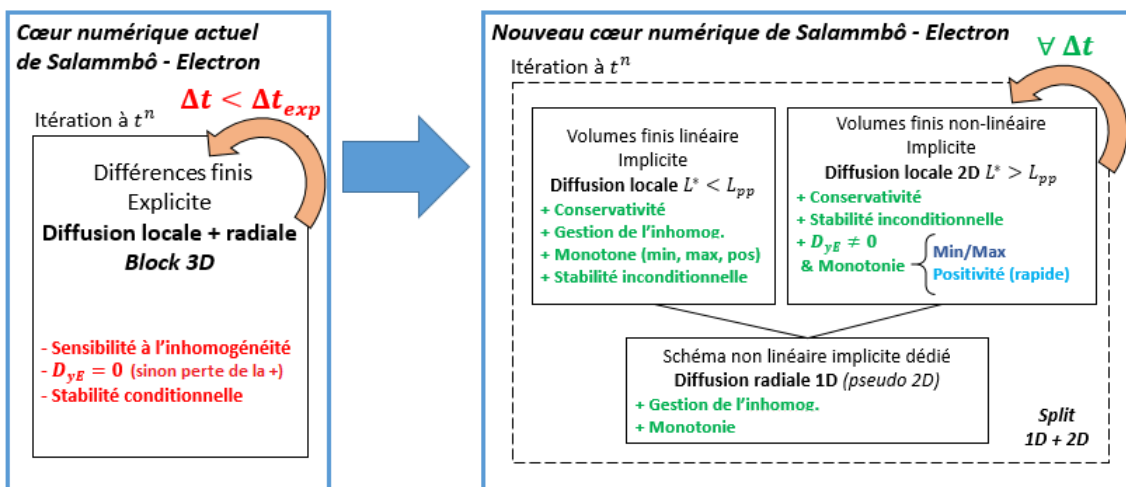 Cœur numérique actuel
de Salammbô - Electron
Δt < Δt_exp
Itération à t^n
Différences finis
Explicite
Diffusion locale + radiale
Block 3D
- Sensibilité à l'inhomogénéité
- D_yE = 0 (sinon perte de la +)
- Stabilité conditionnelle
Nouveau cœur numérique de Salammbô - Electron
∀ Δt
Itération à t^n
Volumes finis linéaire
Implicite
Diffusion locale L* < L_pp
+ Conservativité
+ Gestion de l'inhomog.
+ Monotone (min, max, pos)
+ Stabilité inconditionnelle
Volumes finis non-linéaire
Implicite
Diffusion locale 2D L* > L_pp
+ Conservativité
+ Stabilité inconditionnelle
+ D_yE ≠ 0
& Monotonie
Min/Max
Positivité (rapide)
Schéma non linéaire implicite dédié
Diffusion radiale 1D (pseudo 2D)
+ Gestion de l'inhomog.
+ Monotonie
Split
1D + 2D